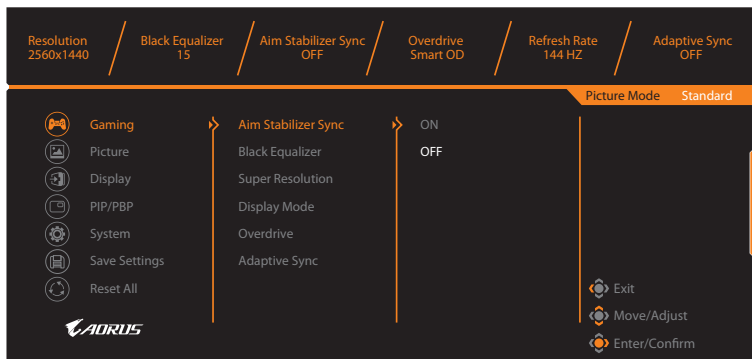 Resolution
2560x1440
Black Equalizer
15
Aim Stabilizer Sync
OFF
Overdrive
Smart OD
Refresh Rate
144 HZ
Adaptive Sync
OFF
Picture Mode Standard
Gaming
Picture
Display
PIP/PBP
System
Save Settings
Reset All
Aim Stabilizer Sync
Black Equalizer
Super Resolution
Display Mode
Overdrive
Adaptive Sync
ON
OFF
Exit
Move/Adjust
Enter/Confirm
AORUS